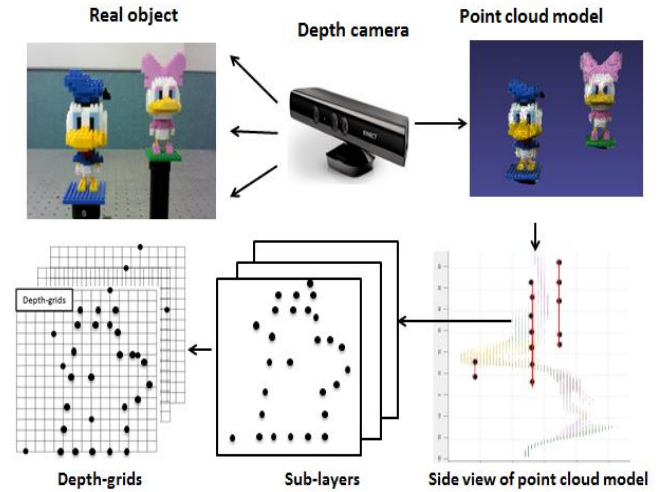 Real object
Depth camera
Point cloud model
KINECT
Depth-grids
Depth-grids
Sub-layers
Side view of point cloud model